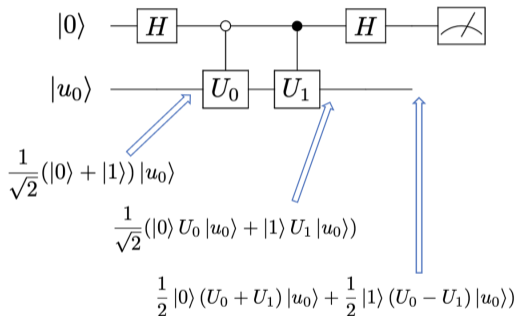 |0⟩ H H
|u₀⟩ U₀ U₁
1/√2 (|0⟩ + |1⟩) |u₀⟩
1/√2 (|0⟩ U₀ |u₀⟩ + |1⟩ U₁ |u₀⟩)
1/2 |0⟩ (U₀ + U₁) |u₀⟩ + 1/2 |1⟩ (U₀ − U₁) |u₀⟩)